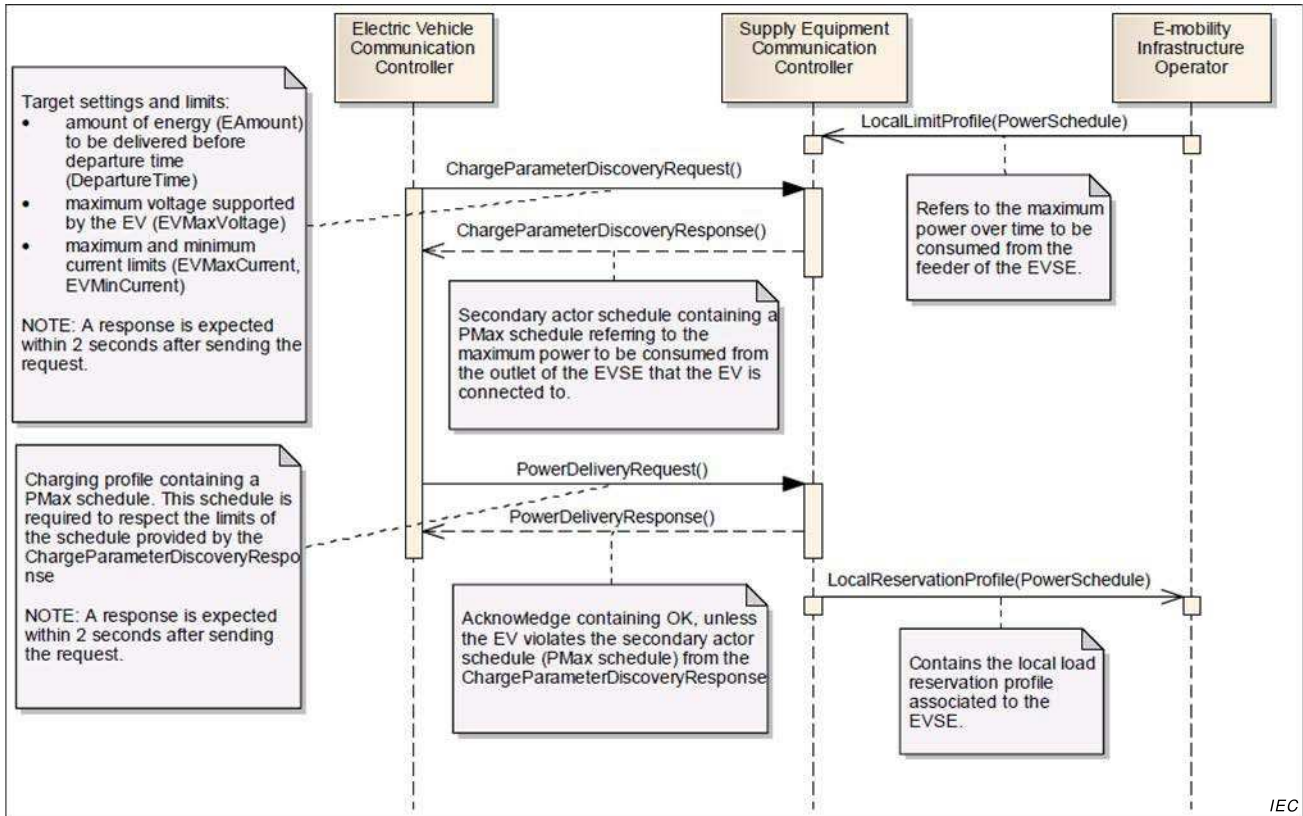 Electric Vehicle
Communication
Controller
Supply Equipment
Communication
Controller
E-mobility
Infrastructure
Operator
Target settings and limits:
• amount of energy (EAmount)
to be delivered before
departure time
(DepartureTime)
• maximum voltage supported
by the EV (EVMaxVoltage)
• maximum and minimum
current limits (EVMaxCurrent,
EVMinCurrent)
NOTE: A response is expected
within 2 seconds after sending the
request.
LocalLimitProfile(PowerSchedule)
ChargeParameterDiscoveryRequest()
Refers to the maximum
power over time to be
consumed from the
feeder of the EVSE.
ChargeParameterDiscoveryResponse()
Secondary actor schedule containing a
PMax schedule referring to the
maximum power to be consumed from
the outlet of the EVSE that the EV is
connected to.
Charging profile containing a
PMax schedule. This schedule is
required to respect the limits of
the schedule provided by the
ChargeParameterDiscoveryRespo
nse
NOTE: A response is expected
within 2 seconds after sending
the request.
PowerDeliveryRequest()
PowerDeliveryResponse()
Acknowledge containing OK, unless
the EV violates the secondary actor
schedule (PMax schedule) from the
ChargeParameterDiscoveryResponse
LocalReservationProfile(PowerSchedule)
Contains the local load
reservation profile
associated to the
EVSE.
IEC